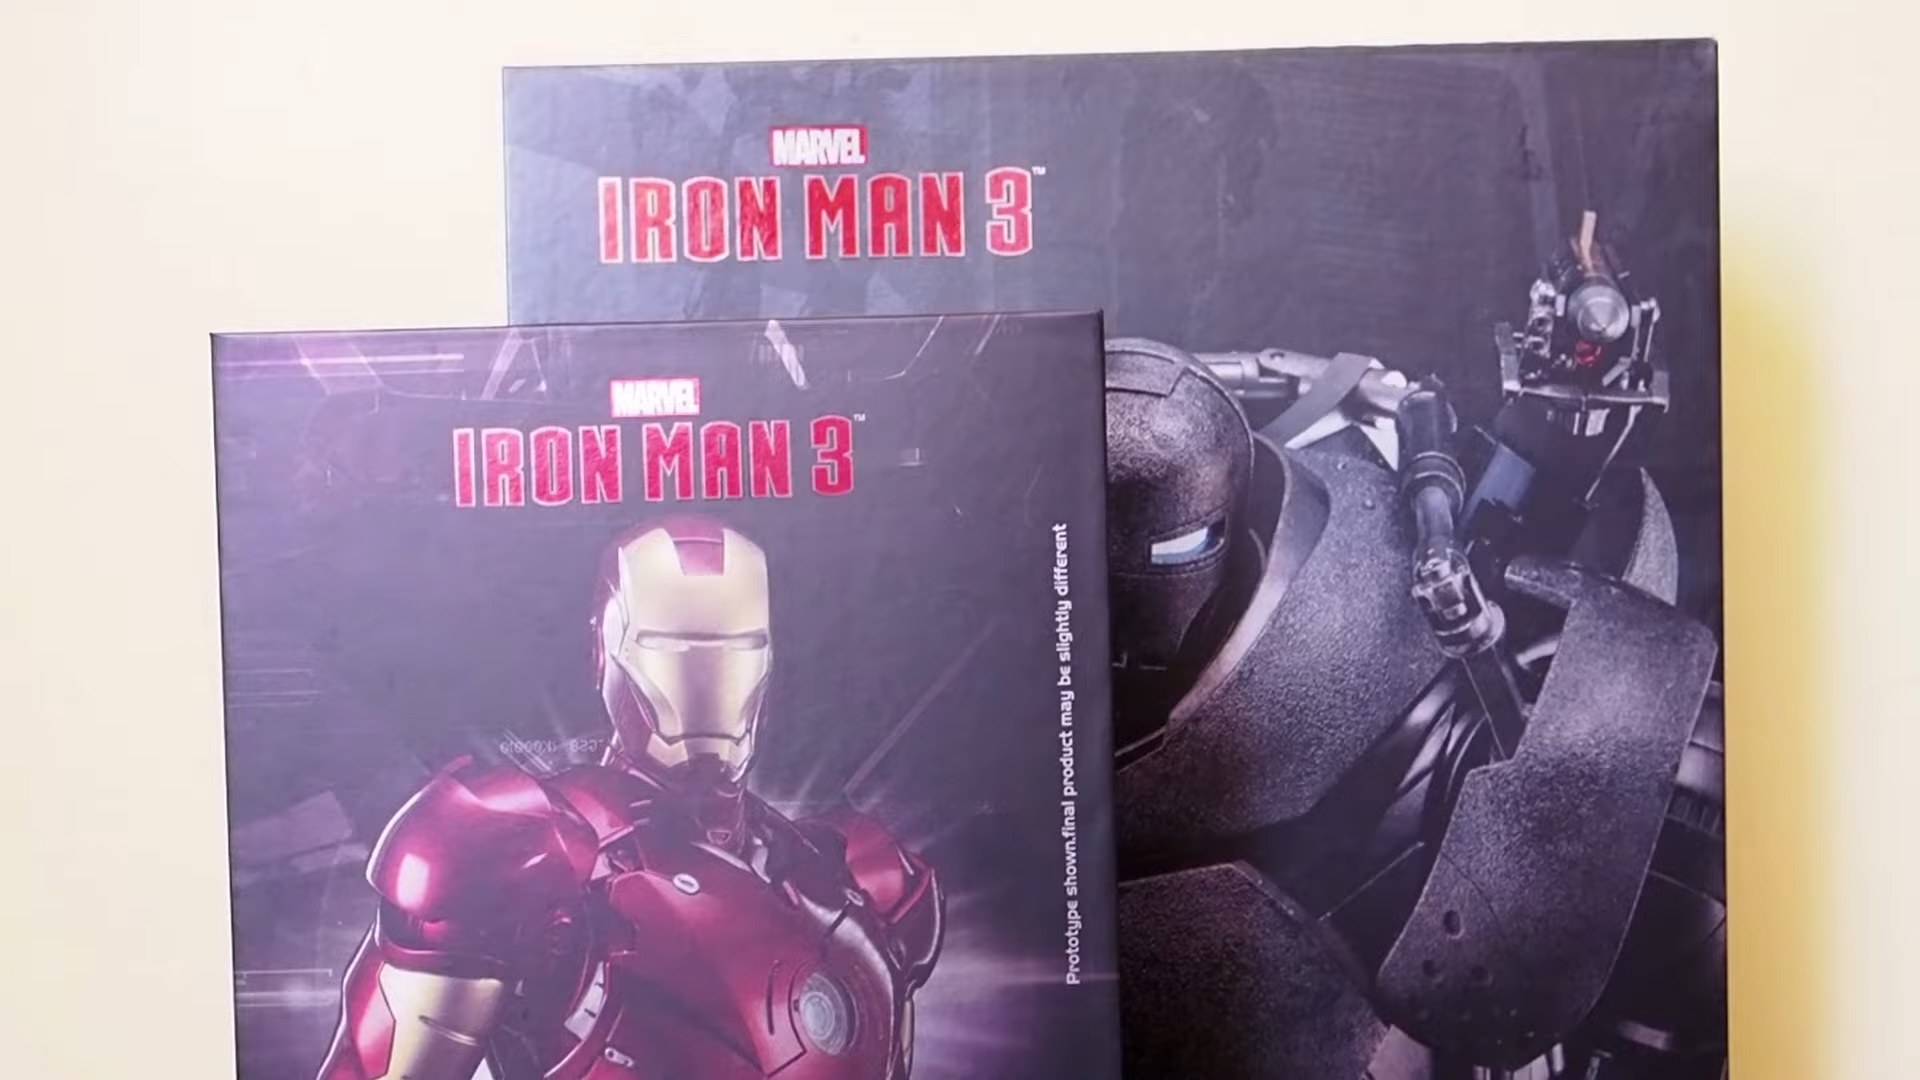 MARVEL
IRON MAN 3™
MARVEL
IRON MAN 3™
Prototype shown.final product may be slightly different